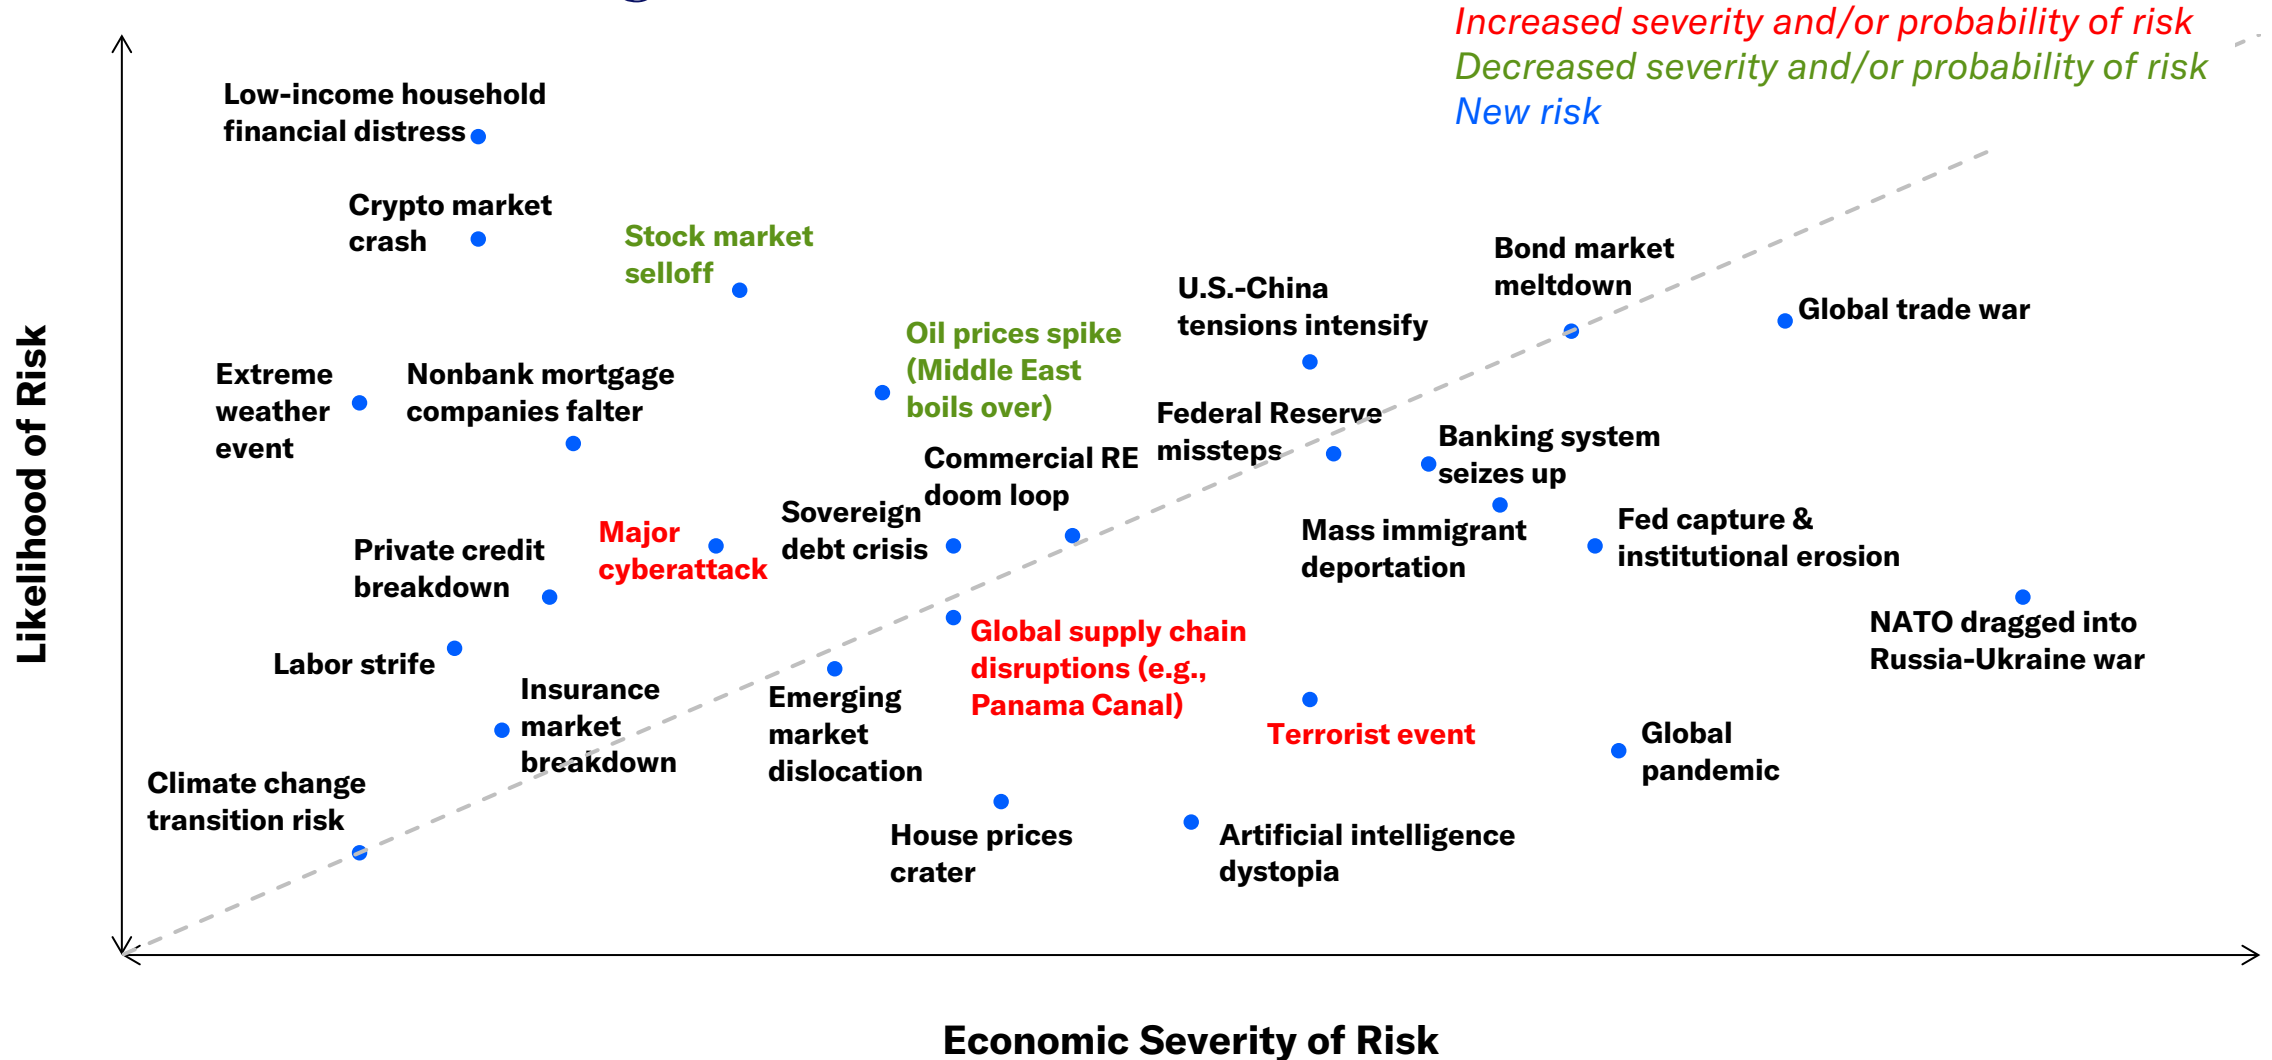 Increased severity and/or probability of risk
Decreased severity and/or probability of risk
New risk
Low-income household
financial distress
Crypto market
crash
Stock market
selloff
Bond market
meltdown
U.S.-China
tensions intensify
Global trade war
Oil prices spike
(Middle East
boils over)
Extreme
weather
event
Nonbank mortgage
companies falter
Federal Reserve
missteps
Banking system
seizes up
Commercial RE
doom loop
Sovereign
debt crisis
Major
cyberattack
Private credit
breakdown
Mass immigrant
deportation
Fed capture &
institutional erosion
NATO dragged into
Russia-Ukraine war
Global supply chain
disruptions (e.g.,
Panama Canal)
Labor strife
Insurance
market
breakdown
Emerging
market
dislocation
Terrorist event
Global
pandemic
Climate change
transition risk
House prices
crater
Artificial intelligence
dystopia
Likelihood of Risk
Economic Severity of Risk